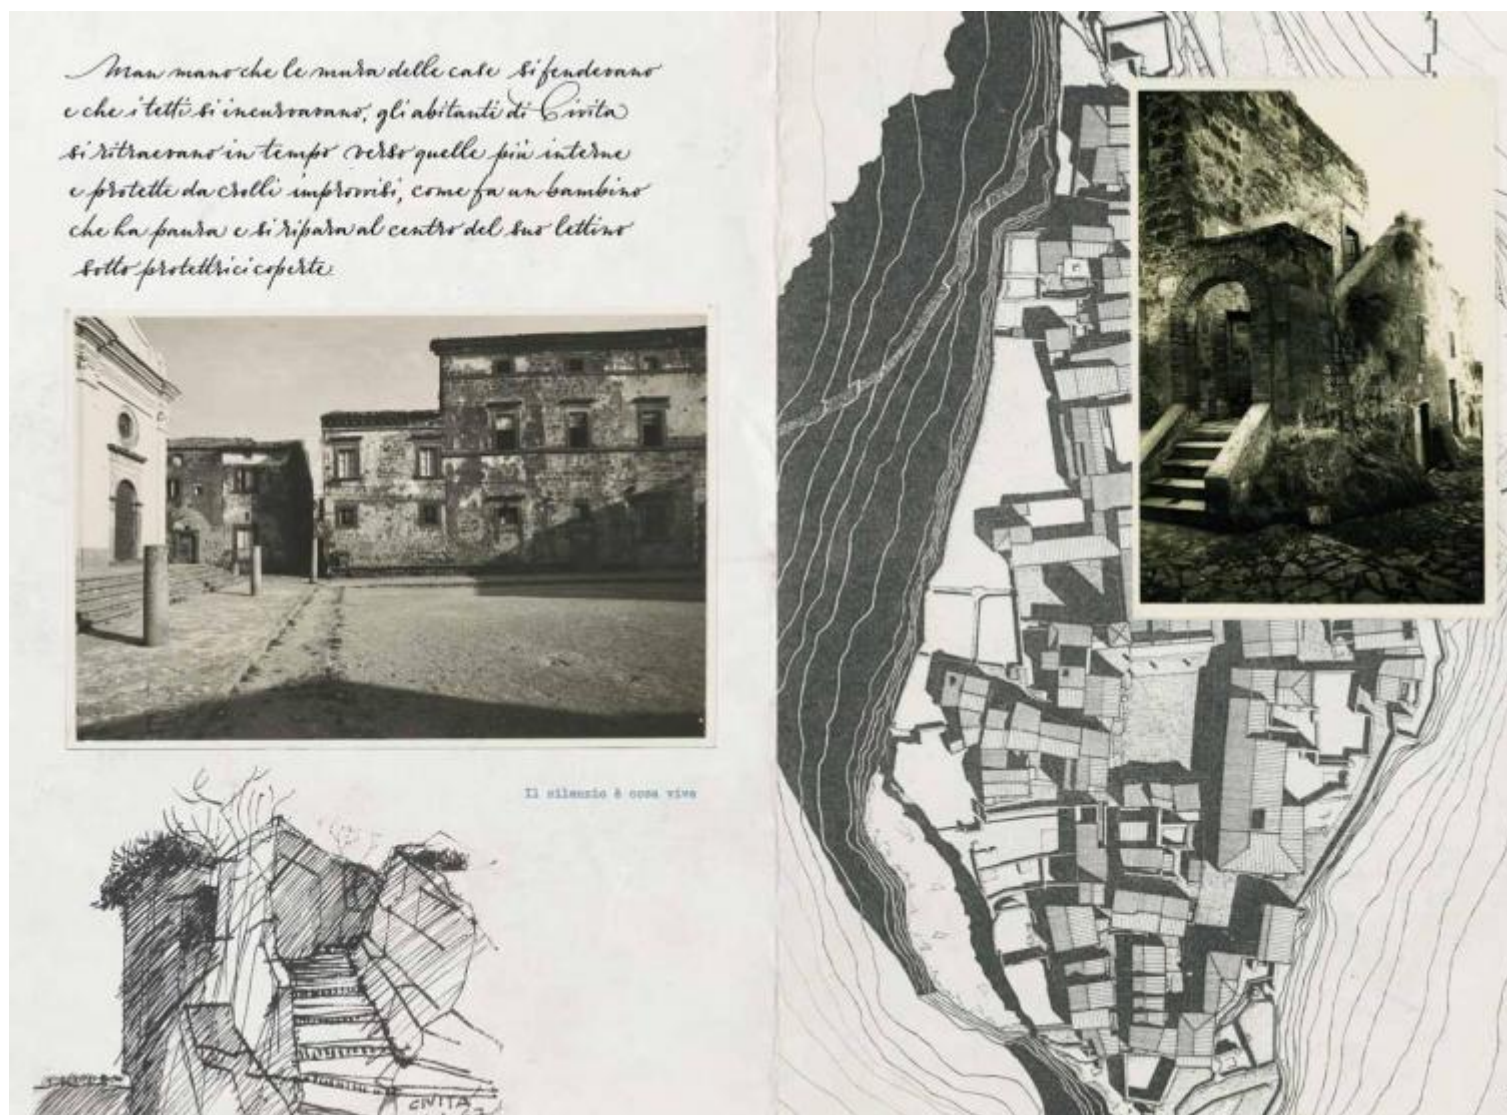 Man mano che le mura delle case si fendevano
e che i tetti si incurvavano, gli abitanti di Civita
si ritraevano in tempo verso quelle più interne
e protette da crolli improvvisi, come fa un bambino
che ha paura e si ripara al centro del suo lettino
sotto protettrici coperte
Il silenzio è cosa viva
CIVITA